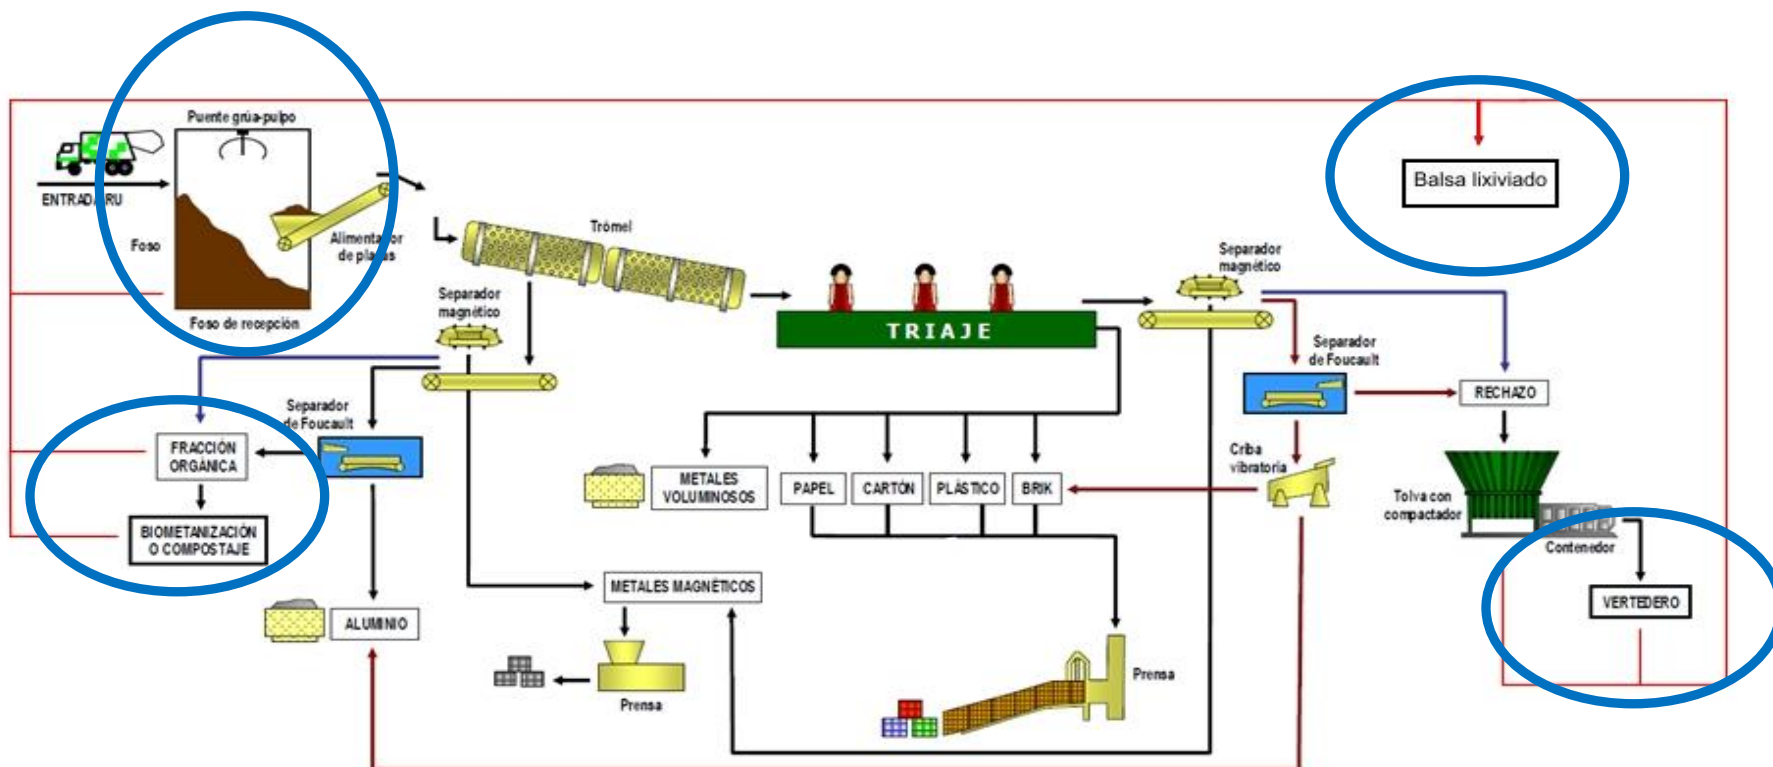 Puente grúa-pulpo
ENTRADA RU
Foso
Alimentador
de placas
Foso de recepción
Trómel
Separador
magnético
TRIAJE
Separador
magnético
Balsa lixiviado
Separador
de Foucault
RECHAZO
Separador
de Foucault
FRACCIÓN
ORGÁNICA
BIOMETANIZACIÓN
O COMPOSTAJE
METALES
VOLUMINOSOS
PAPEL
CARTÓN
PLÁSTICO
BRIK
Criba
vibratoria
Tolva con
compactador
Contenedor
VERTEDERO
ALUMINIO
METALES MAGNÉTICOS
Prensa
Prensa